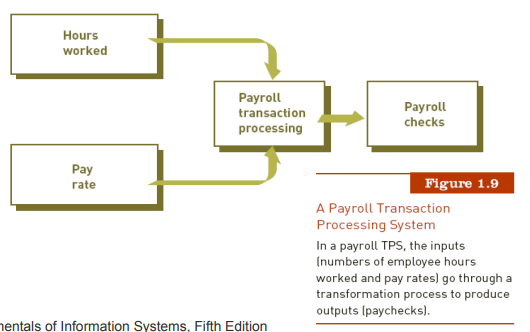 Hours
worked
Payroll
transaction
processing
Payroll
checks
Pay
rate
Figure 1.9
A Payroll Transaction
Processing System
In a payroll TPS, the inputs
(numbers of employee hours
worked and pay rates) go through a
transformation process to produce
outputs (paychecks).
of Information Systems, Fifth Edition